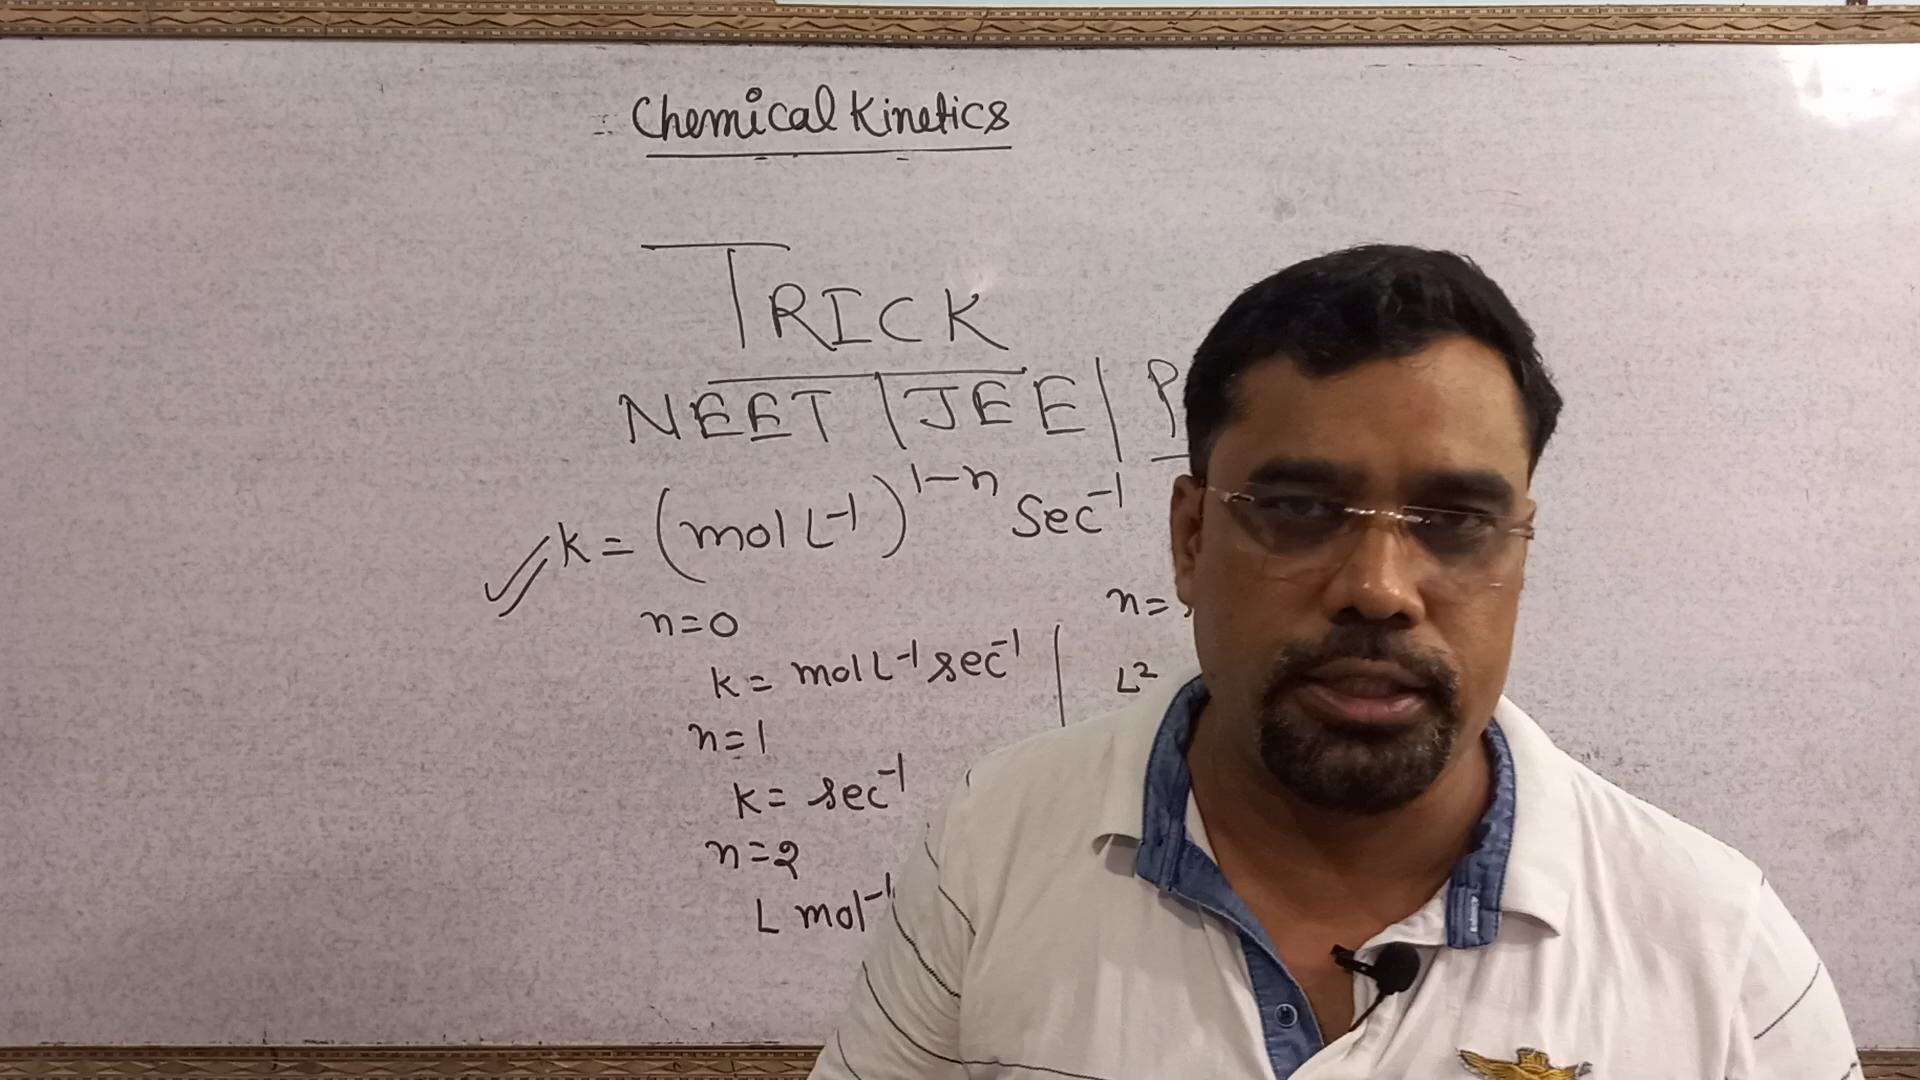 Chemical Kinetics
TRICK
NEET | JEE | P
k = (mol L⁻¹)¹⁻ⁿ Sec⁻¹
n=0
k = mol L⁻¹ sec⁻¹
n=1
k = sec⁻¹
n=2
L mol⁻¹
n=
L²